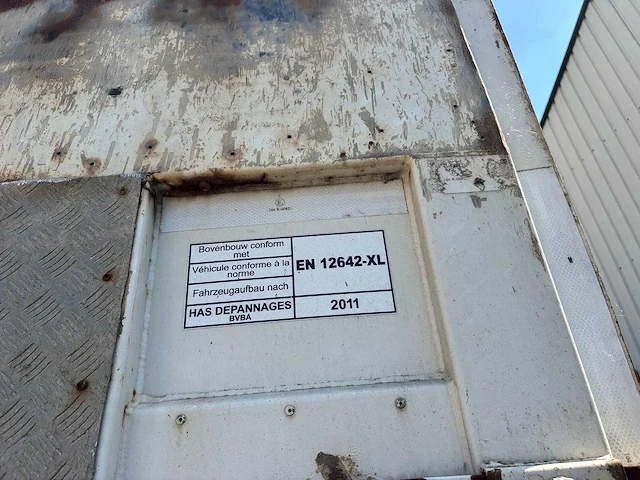 Bovenbouw conform
met
Véhicule conforme à la
norme
Fahrzeugaufbau nach
EN 12642-XL
HAS DEPANNAGES
BVBA
2011